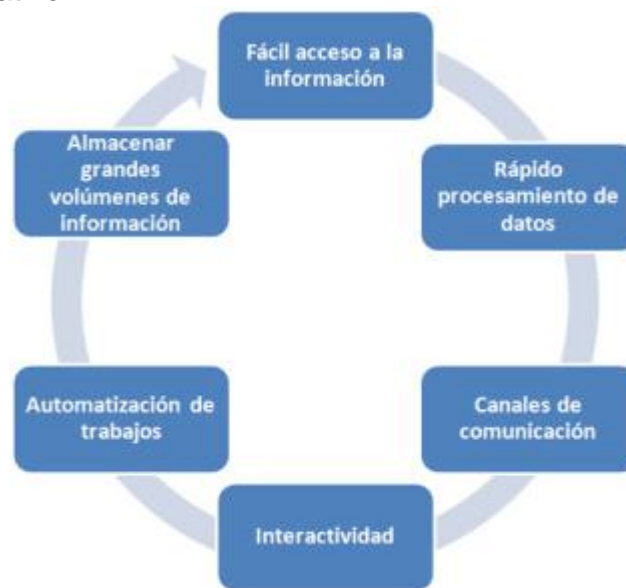 Fácil acceso a la
información
Rápido
procesamiento de
datos
Canales de
comunicación
Interactividad
Automatización de
trabajos
Almacenar
grandes
volúmenes de
información